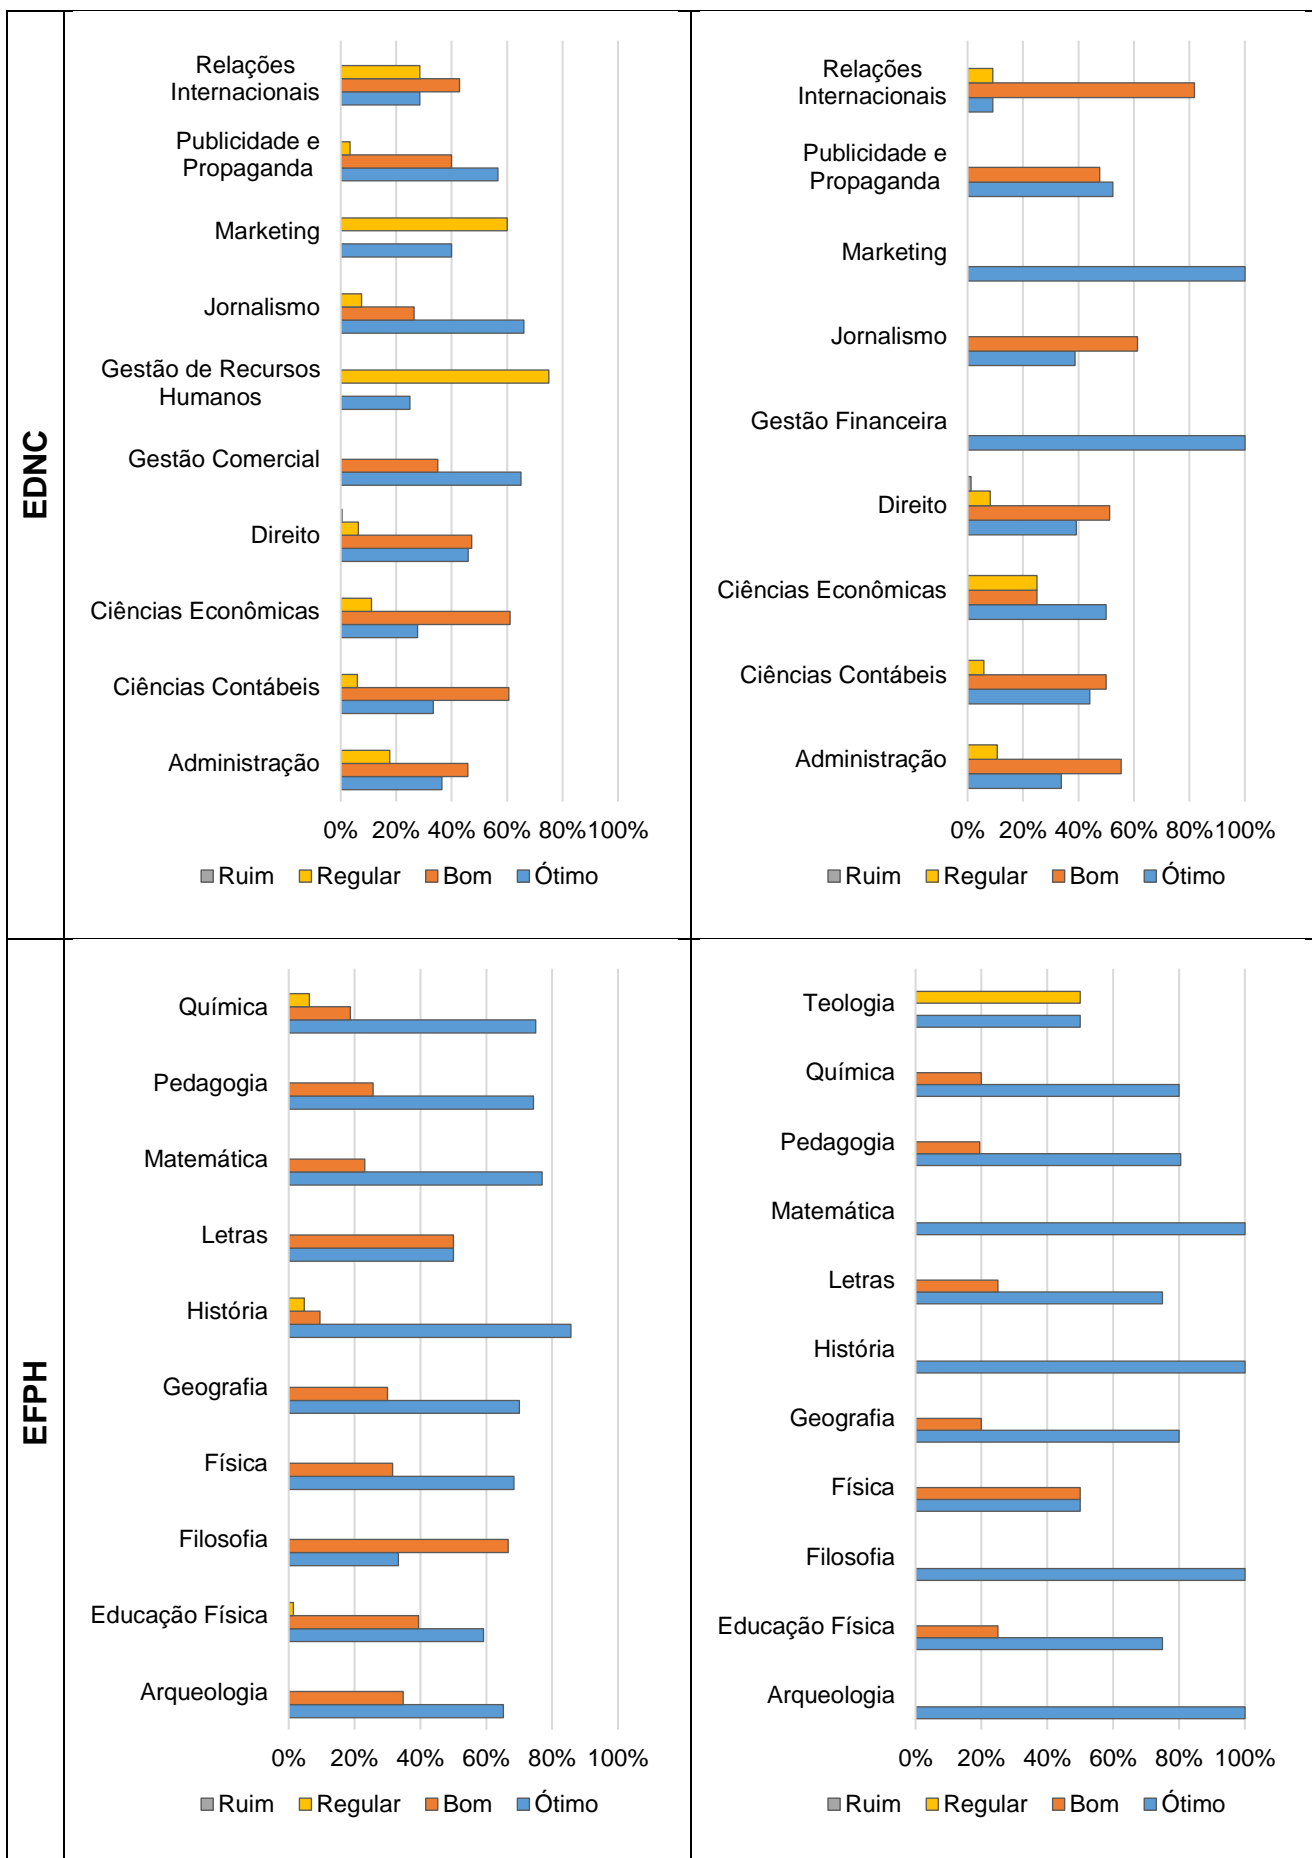 EDNC
Relações
Internacionais
Publicidade e
Propaganda
Marketing
Jornalismo
Gestão de Recursos
Humanos
Gestão Comercial
Direito
Ciências Econômicas
Ciências Contábeis
Administração
0% 20% 40% 60% 80% 100%
Ruim Regular Bom Ótimo
Relações
Internacionais
Publicidade e
Propaganda
Marketing
Jornalismo
Gestão Financeira
Direito
Ciências Econômicas
Ciências Contábeis
Administração
0% 20% 40% 60% 80% 100%
Ruim Regular Bom Ótimo
EFPH
Química
Pedagogia
Matemática
Letras
História
Geografia
Física
Filosofia
Educação Física
Arqueologia
0% 20% 40% 60% 80% 100%
Ruim Regular Bom Ótimo
Teologia
Química
Pedagogia
Matemática
Letras
História
Geografia
Física
Filosofia
Educação Física
Arqueologia
0% 20% 40% 60% 80% 100%
Ruim Regular Bom Ótimo